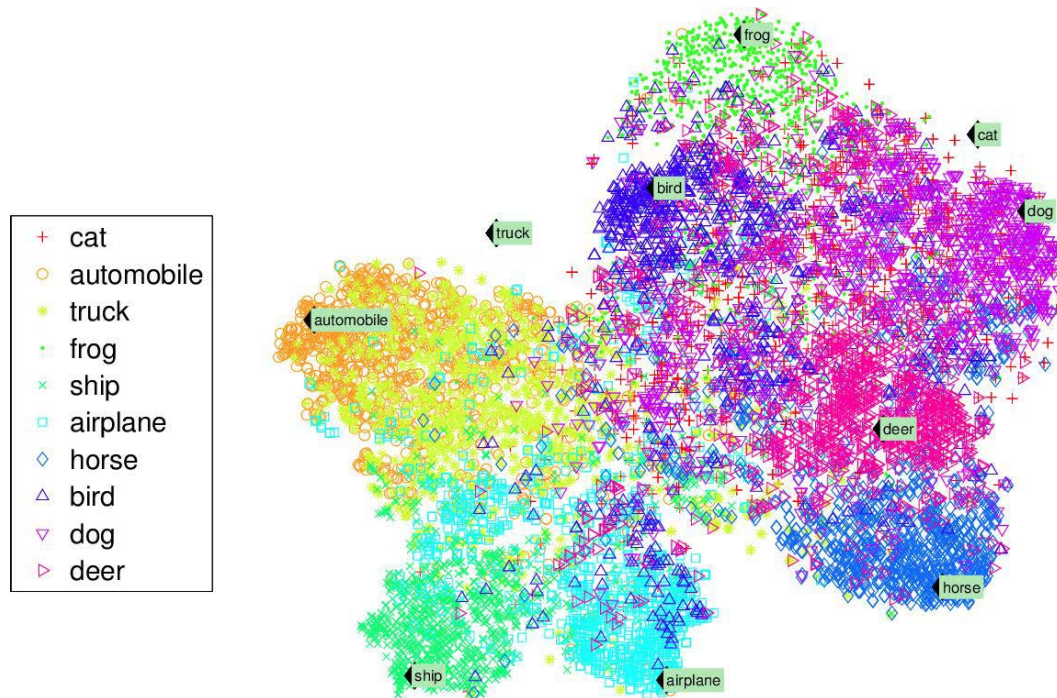 cat
automobile
truck
frog
ship
airplane
horse
bird
dog
deer
frog
cat
bird
dog
truck
automobile
deer
horse
ship
airplane